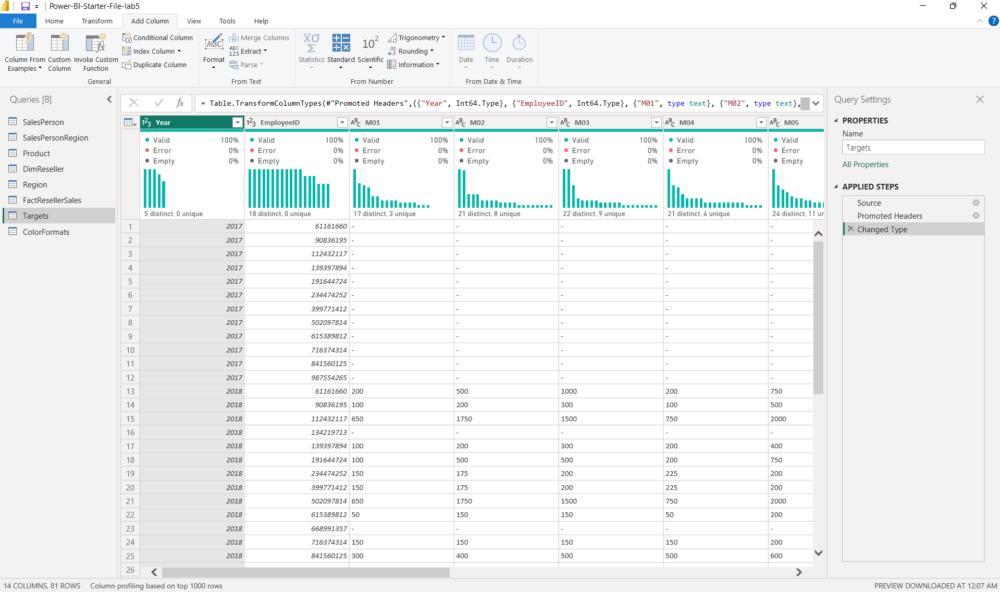 Power-BI-Starter-File-lab5
File Home Transform Add Column View Tools Help
Column From Examples
Custom Column
Invoke Custom Function
Conditional Column
Index Column
Duplicate Column
General
Format
Merge Columns
Extract
Parse
From Text
Statistics
Standard
Scientific
Trigonometry
Rounding
Information
From Number
Date
Time
Duration
From Date & Time
Queries [8]
SalesPerson
SalesPersonRegion
Product
DimReseller
Region
FactResellerSales
Targets
ColorFormats
= Table.TransformColumnTypes(#"Promoted Headers",{{"Year", Int64.Type}, {"EmployeeID", Int64.Type}, {"M01", type text}, {"M02", type text},
Year EmployeeID M01 M02 M03 M04 M05
Valid 100% Valid 100% Valid 100% Valid 100% Valid 100% Valid 100% Valid
Error 0% Error 0% Error 0% Error 0% Error 0% Error 0% Error
Empty 0% Empty 0% Empty 0% Empty 0% Empty 0% Empty 0% Empty
5 distinct, 0 unique 18 distinct, 0 unique 17 distinct, 3 unique 21 distinct, 8 unique 22 distinct, 9 unique 21 distinct, 4 unique 24 distinct, 11 ur
1 2017 61161660 - - - - -
2 2017 90836195 - - - - -
3 2017 112432117 - - - - -
4 2017 139397894 - - - - -
5 2017 191644724 - - - - -
6 2017 234474252 - - - - -
7 2017 399771412 - - - - -
8 2017 502097814 - - - - -
9 2017 615389812 - - - - -
10 2017 716374314 - - - - -
11 2017 841560125 - - - - -
12 2017 987554265 - - - - -
13 2018 61161660 200 500 1000 200 750
14 2018 90836195 100 200 300 100 500
15 2018 112432117 650 1750 1500 750 2000
16 2018 134219713 - - - - -
17 2018 139397894 100 200 300 200 400
18 2018 191644724 100 500 500 200 750
19 2018 234474252 150 175 200 225 200
20 2018 399771412 150 175 200 225 200
21 2018 502097814 650 1750 1500 750 2000
22 2018 615389812 50 150 150 50 200
23 2018 668991357 - - - - -
24 2018 716374314 150 150 150 150 200
25 2018 841560125 300 400 500 500 600
26
Query Settings
PROPERTIES
Name
Targets
All Properties
APPLIED STEPS
Source
Promoted Headers
Changed Type
14 COLUMNS, 81 ROWS Column profiling based on top 1000 rows
PREVIEW DOWNLOADED AT 12:07 AM